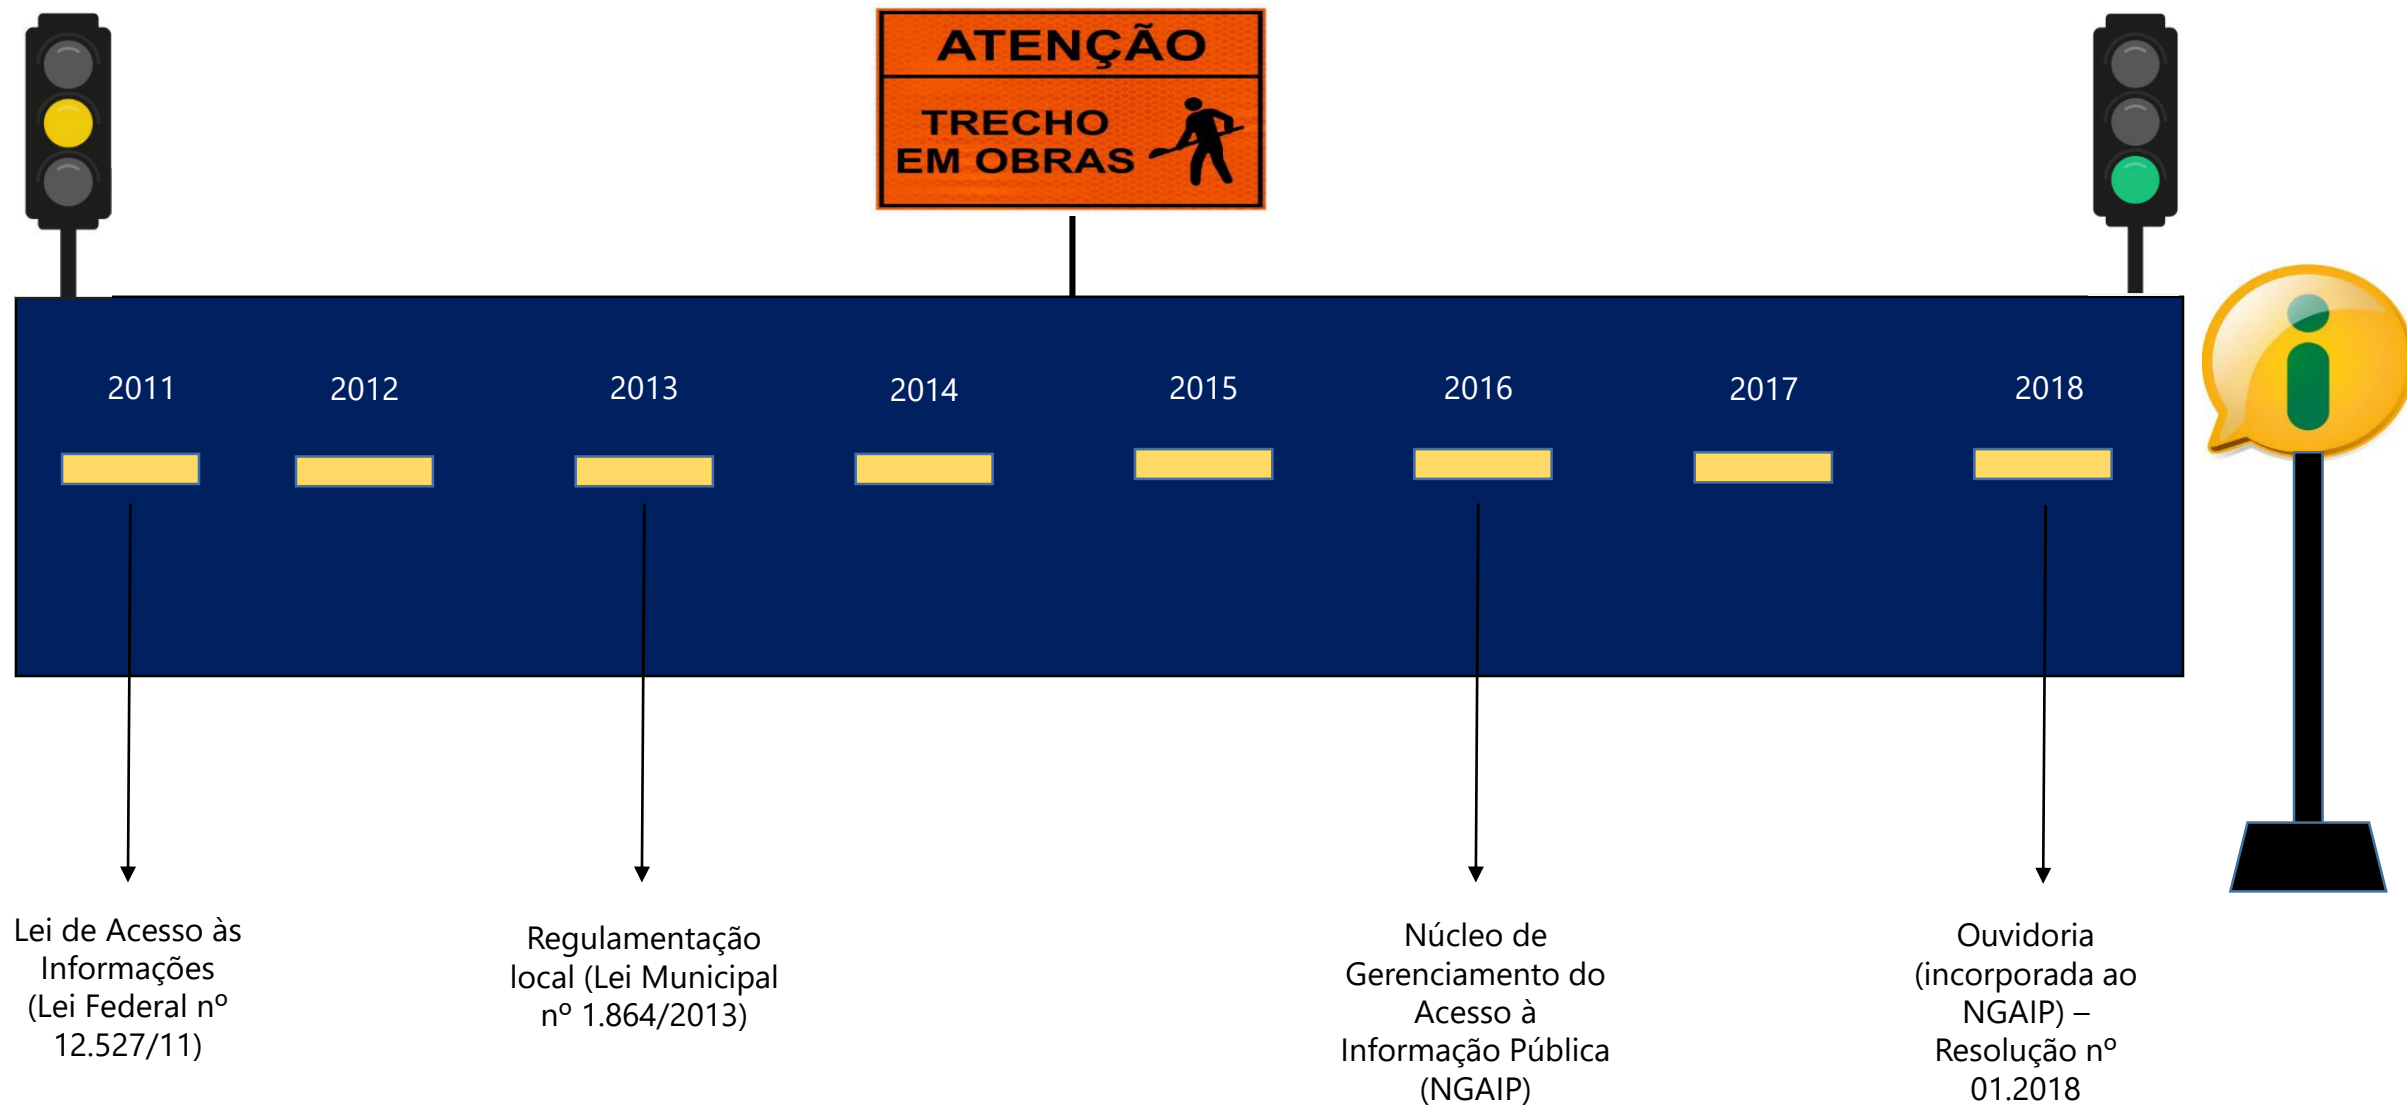 ATENÇÃO
TRECHO
EM OBRAS
2011
2012
2013
2014
2015
2016
2017
2018
Lei de Acesso às
Informações
(Lei Federal nº
12.527/11)
Regulamentação
local (Lei Municipal
nº 1.864/2013)
Núcleo de
Gerenciamento do
Acesso à
Informação Pública
(NGAIP)
Ouvidoria
(incorporada ao
NGAIP) –
Resolução nº
01.2018